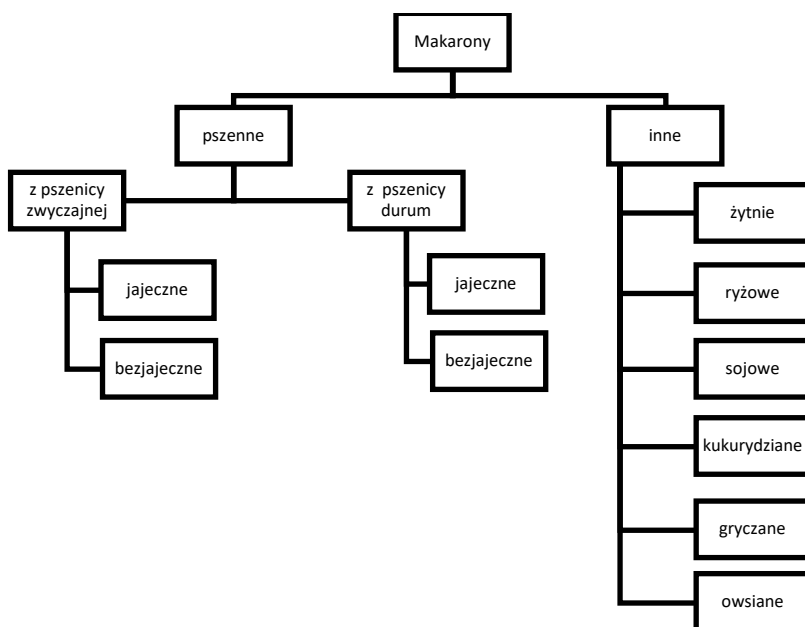 Makarony
pszenne
inne
z pszenicy
zwyczajnej
z pszenicy
durum
jajeczne
bezjajeczne
jajeczne
bezjajeczne
żytnie
ryżowe
sojowe
kukurydziane
gryczane
owsiane